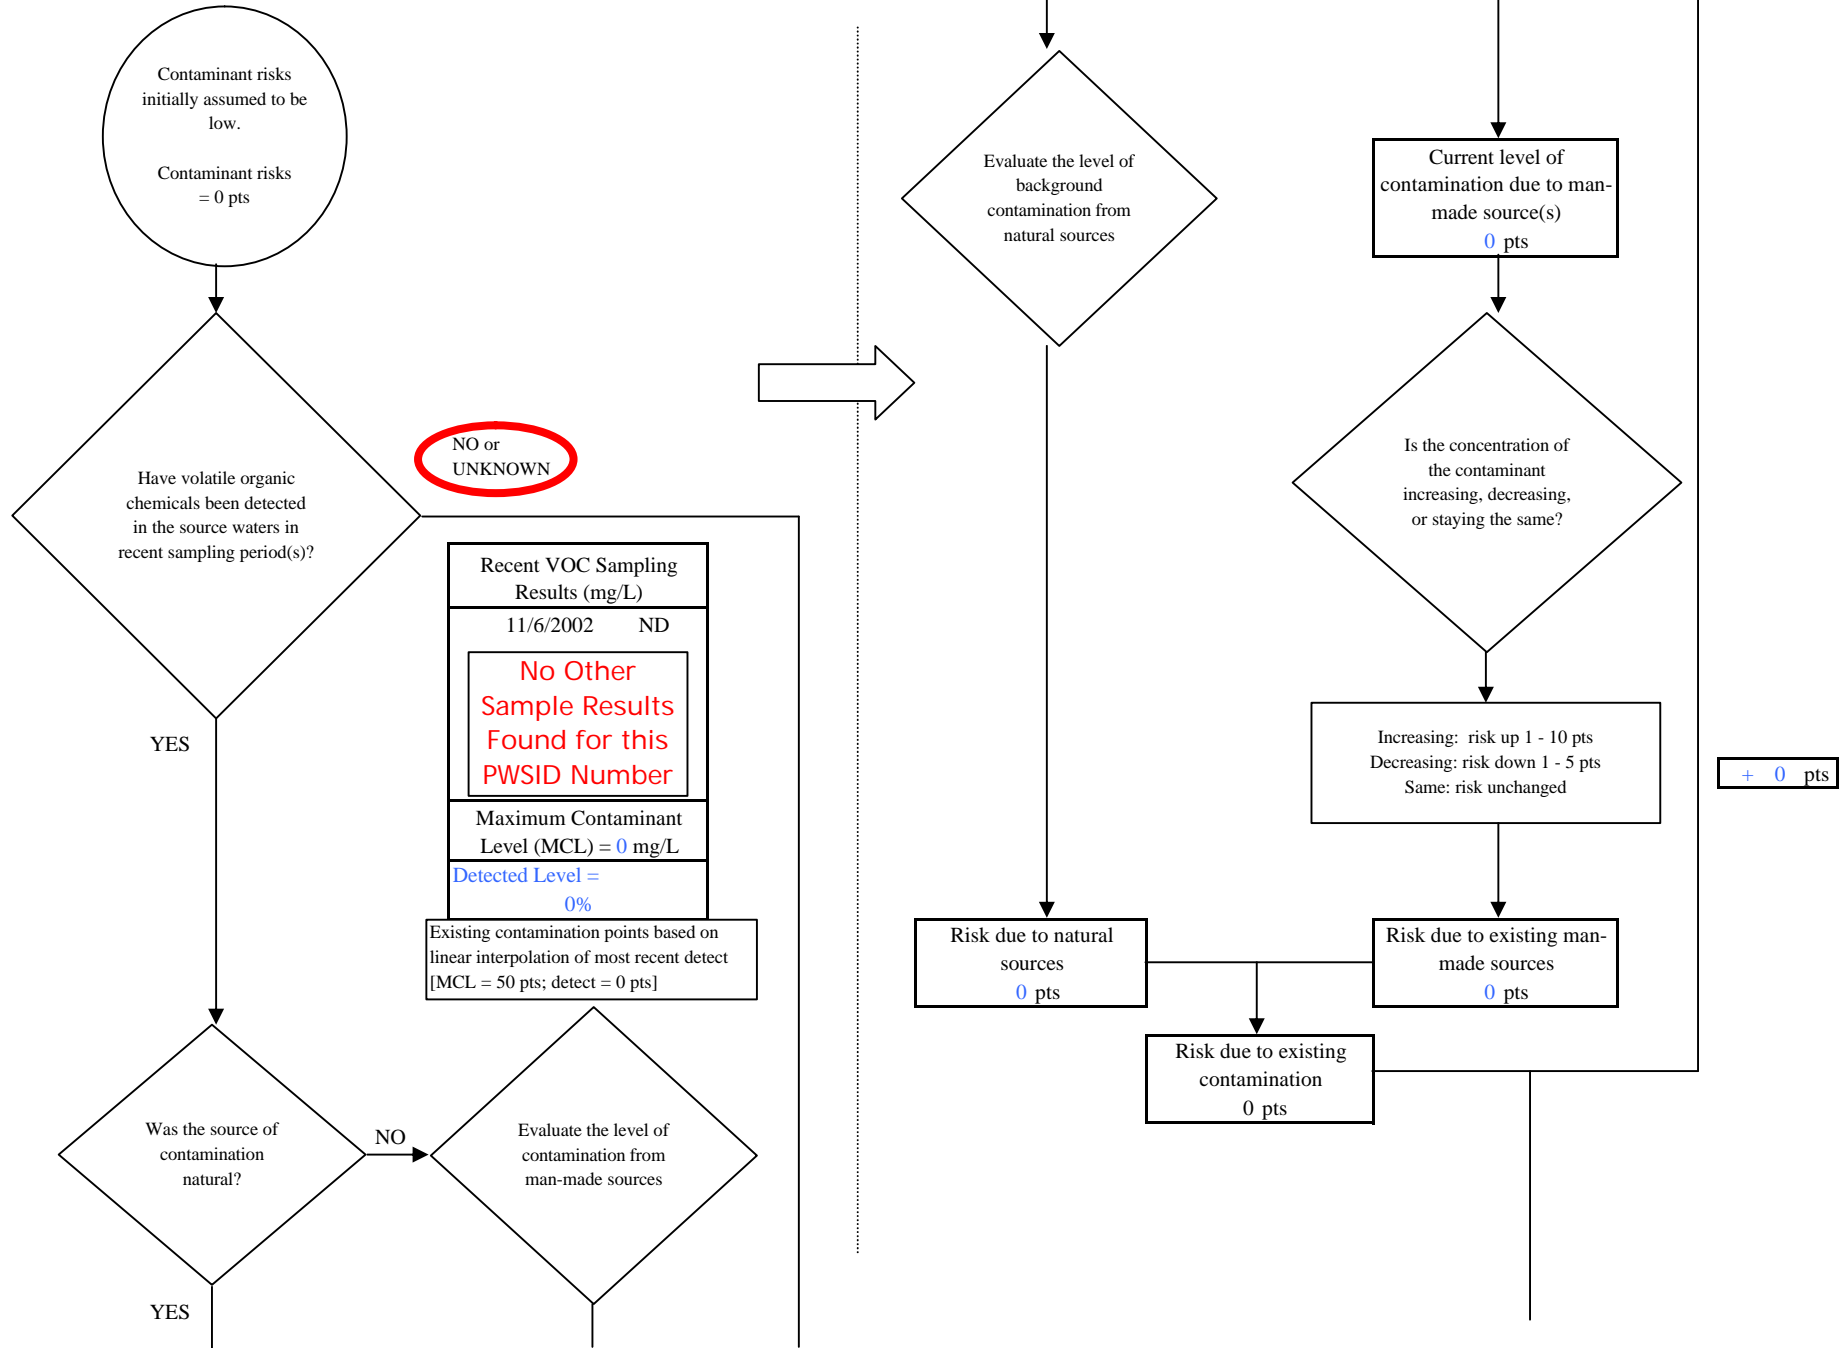 Contaminant risks
initially assumed to be
low.
Contaminant risks
= 0 pts
Have volatile organic
chemicals been detected
in the source waters in
recent sampling period(s)?
NO or
UNKNOWN
YES
Recent VOC Sampling
Results (mg/L)
11/6/2002 ND
No Other
Sample Results
Found for this
PWSID Number
Maximum Contaminant
Level (MCL) = 0 mg/L
Detected Level =
0%
Existing contamination points based on
linear interpolation of most recent detect
[MCL = 50 pts; detect = 0 pts]
Was the source of
contamination
natural?
NO
Evaluate the level of
contamination from
man-made sources
YES
Evaluate the level of
background
contamination from
natural sources
Current level of
contamination due to man-
made source(s)
0 pts
Is the concentration of
the contaminant
increasing, decreasing,
or staying the same?
Increasing: risk up 1 - 10 pts
Decreasing: risk down 1 - 5 pts
Same: risk unchanged
+ 0 pts
Risk due to natural
sources
0 pts
Risk due to existing man-
made sources
0 pts
Risk due to existing
contamination
0 pts